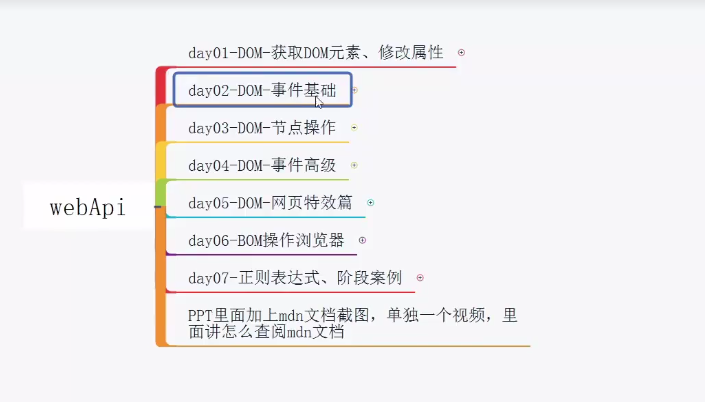 day01-DOM-获取DOM元素、修改属性
day02-DOM-事件基础
day03-DOM-节点操作
day04-DOM-事件高级
webApi
day05-DOM-网页特效篇
day06-BOM操作浏览器
day07-正则表达式、阶段案例
PPT里面加上mdn文档截图，单独一个视频，里
面讲怎么查阅mdn文档